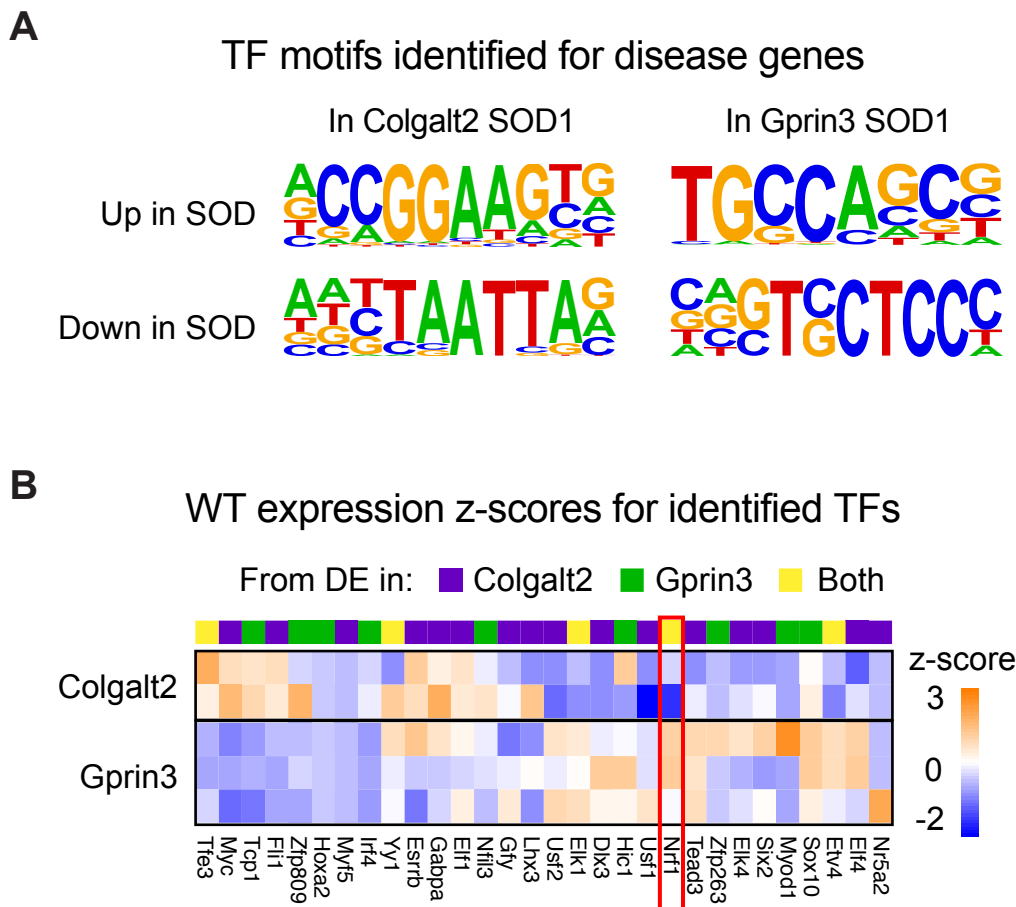 A
TF motifs identified for disease genes
In Colgalt2 SOD1
In Gprin3 SOD1
Up in SOD
Down in SOD
B
WT expression z-scores for identified TFs
From DE in: Colgalt2 Gprin3 Both
z-score
Colgalt2
Gprin3
3
0
-2
Tfe3
Myc
Tcp1
Fli1
Zfp809
Hoxa2
Myf5
Irf4
Yy1
Esrrb
Gabpa
Elf1
Nfil3
Gfy
Lhx3
Usf2
Elk1
Dlx3
Hic1
Usf1
Nrf1
Tead3
Zfp263
Elk4
Six2
Myod1
Sox10
Etv4
Elf4
Nr5a2